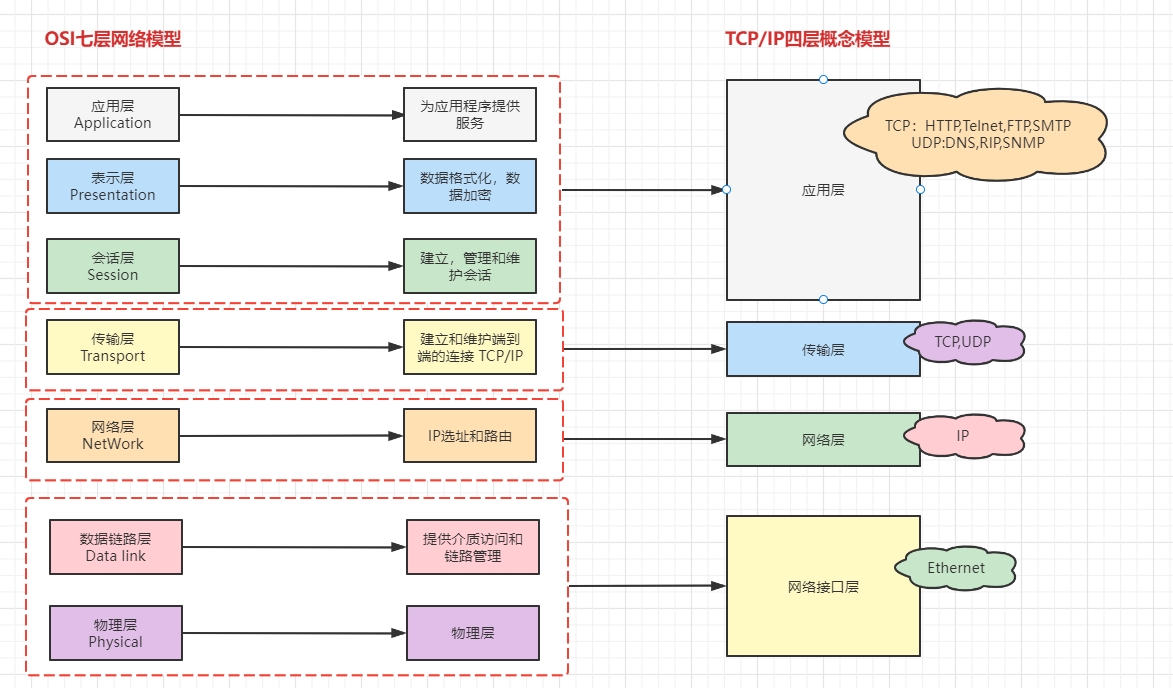 OSI七层网络模型
TCP/IP四层概念模型
应用层
Application
为应用程序提供
服务
表示层
Presentation
数据格式化，数
据加密
会话层
Session
建立，管理和维
护会话
TCP：HTTP,Telnet,FTP,SMTP
UDP:DNS,RIP,SNMP
应用层
传输层
Transport
建立和维护端到
端的连接 TCP/IP
传输层
TCP,UDP
网络层
NetWork
IP选址和路由
网络层
IP
数据链路层
Data link
提供介质访问和
链路管理
物理层
Physical
物理层
网络接口层
Ethernet